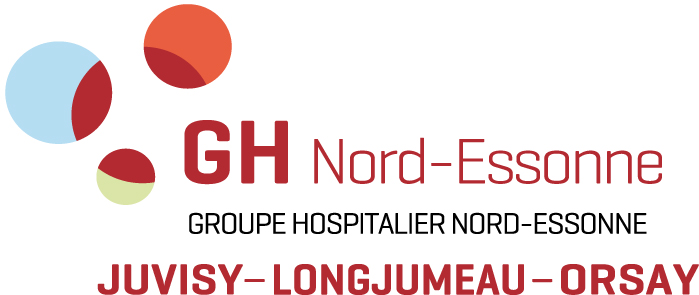 GH Nord-Essonne
GROUPE HOSPITALIER NORD-ESSONNE
JUVISY–LONGJUMEAU–ORSAY